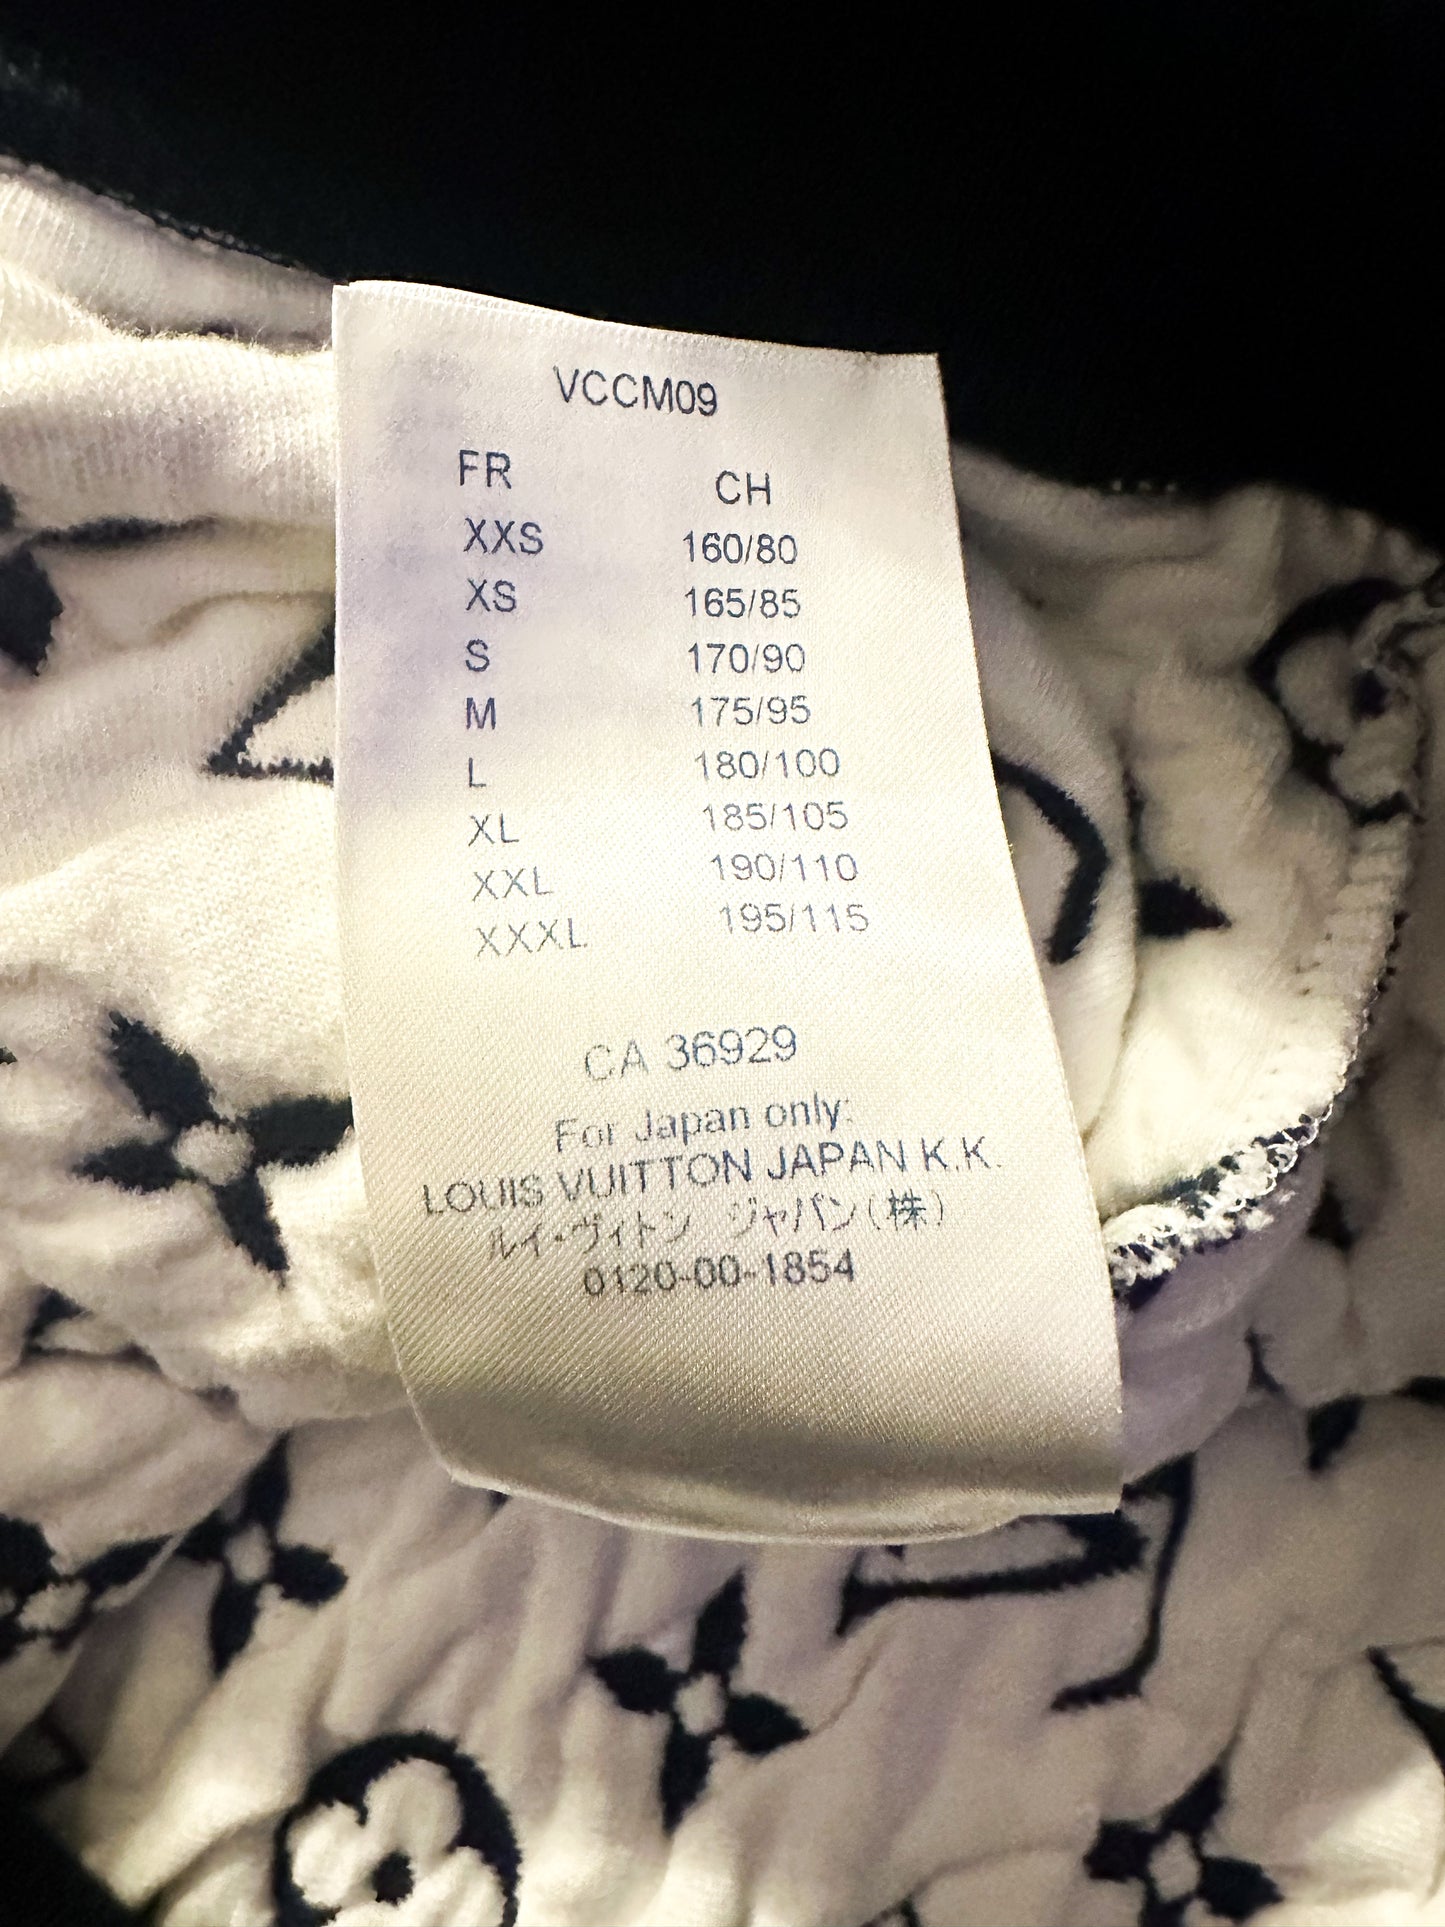 VCCM09
FR CH
XXS 160/80
XS 165/85
S 170/90
M 175/95
L 180/100
XL 185/105
XXL 190/110
XXXL 195/115
CA 36929
For Japan only:
LOUIS VUITTON JAPAN K.K.
ルイ・ヴィトン ジャパン(株)
0120-00-1854